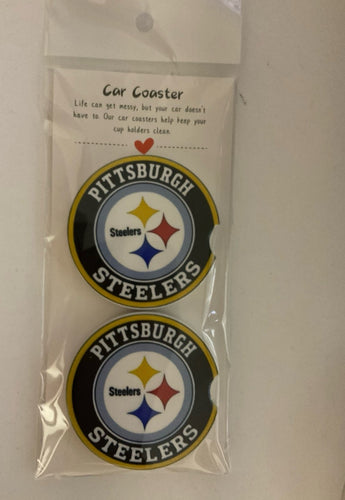 Car Coaster
Life can get messy, but your car doesn't
have to. Our car coasters help keep your
cup holders clean.
PITTSBURGH
Steelers
STEELERS
PITTSBURGH
Steelers
STEELERS